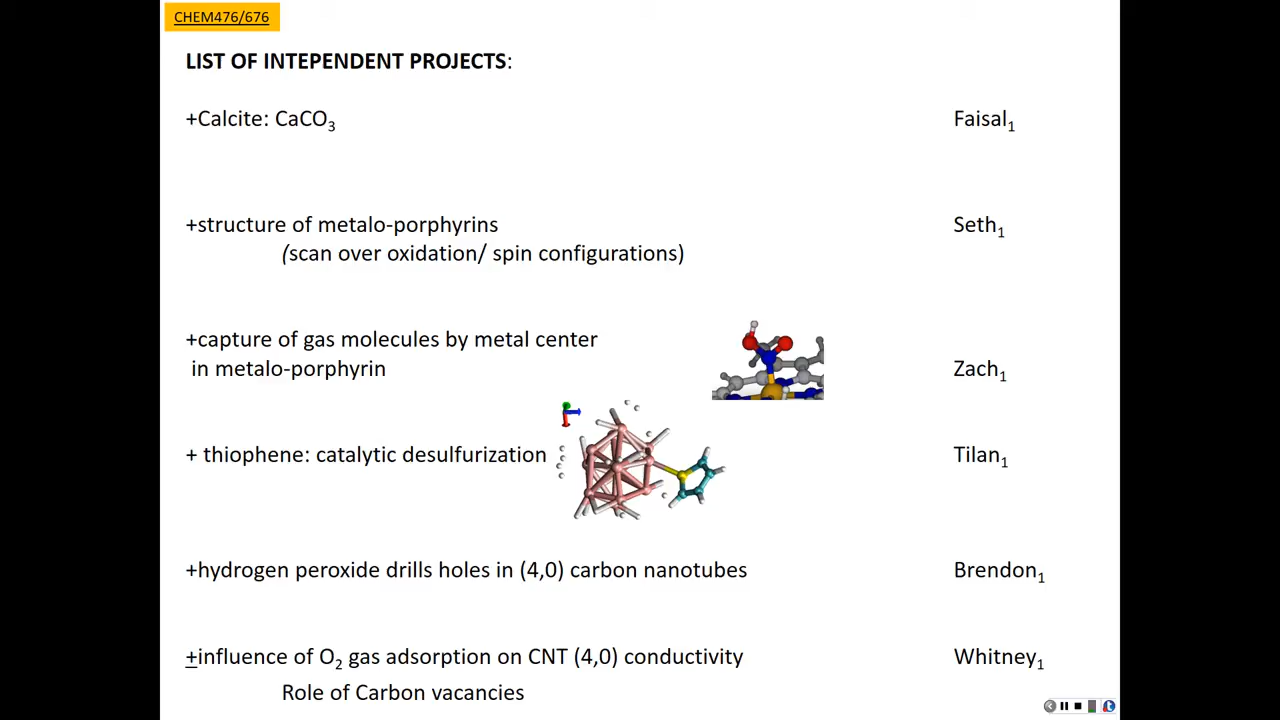 CHEM476/676
LIST OF INTEPENDENT PROJECTS:
+Calcite: CaCO₃ Faisal₁
+structure of metalo-porphyrins Seth₁
(scan over oxidation/ spin configurations)
+capture of gas molecules by metal center
in metalo-porphyrin Zach₁
+ thiophene: catalytic desulfurization Tilan₁
+hydrogen peroxide drills holes in (4,0) carbon nanotubes Brendon₁
+influence of O₂ gas adsorption on CNT (4,0) conductivity Whitney₁
Role of Carbon vacancies